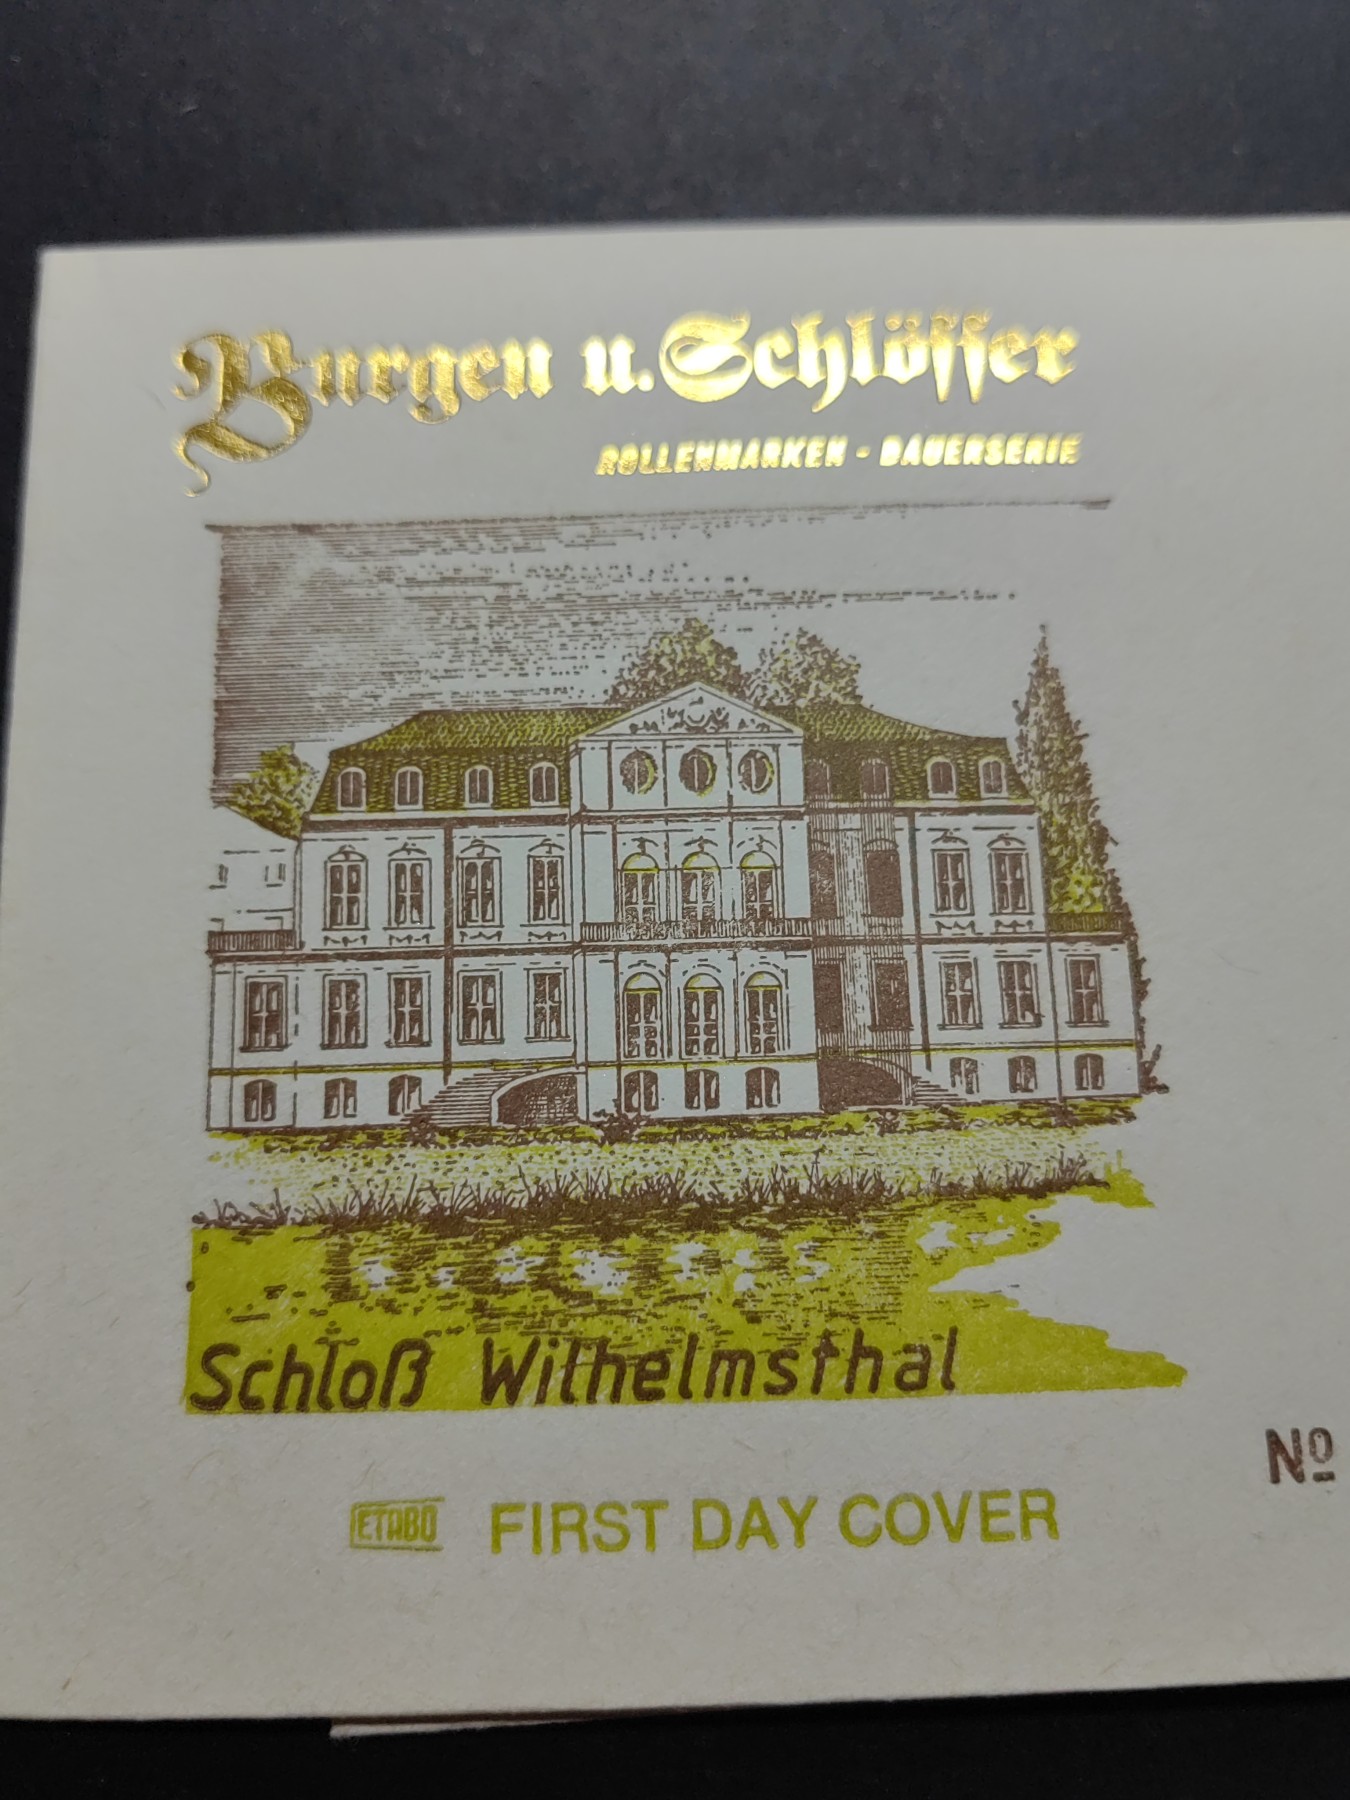 Burgen u. Schlösser
ROLLENMARKEN - DAUERSERIE
Schloß Wilhelmsthal
ETABO FIRST DAY COVER
Nº